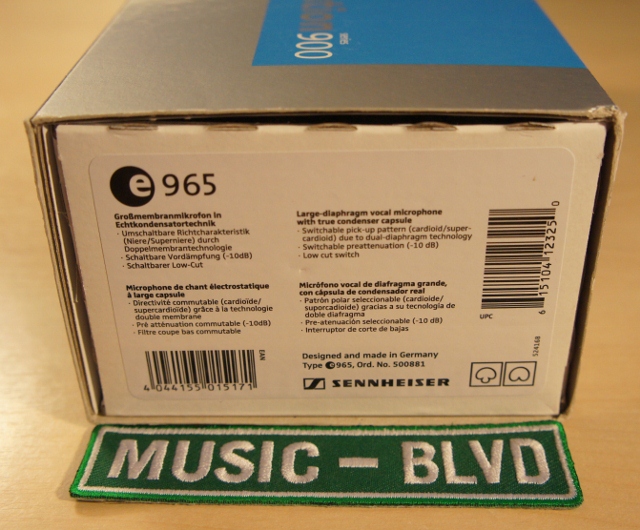 evolution
900
series
e 965
Großmembranmikrofon in
Echtkondensatortechnik
· Umschaltbare Richtcharakteristik
(Niere/Superniere) durch
Doppelmembrantechnologie
· Schaltbare Vordämpfung (-10dB)
· Schaltbarer Low-Cut
Large-diaphragm vocal microphone
with true condenser capsule
· Switchable pick-up pattern (cardioid/super-
cardioid) due to dual-diaphragm technology
· Switchable preattenuation (-10 dB)
· Low cut switch
Microphone de chant électrostatique
à large capsule
· Directivité commutable (cardioïde/
supercardioïde) grâce à la technologie
double membrane
· Pré atténuation commutable (-10dB)
· Filtre coupe bas commutable
Micrófono vocal de diafragma grande,
con cápsula de condensador real
· Patrón polar seleccionable (cardioide/
supercadioide) gracias a su tecnología de
doble diafragma
· Pre-atenuación seleccionable (-10 dB)
· Interruptor de corte de bajas
6 15104 12325 0
UPC
524168
EAN
4 044155 015171
Designed and made in Germany
Type e965, Ord. No. 500881
SENNHEISER
MUSIC - BLVD